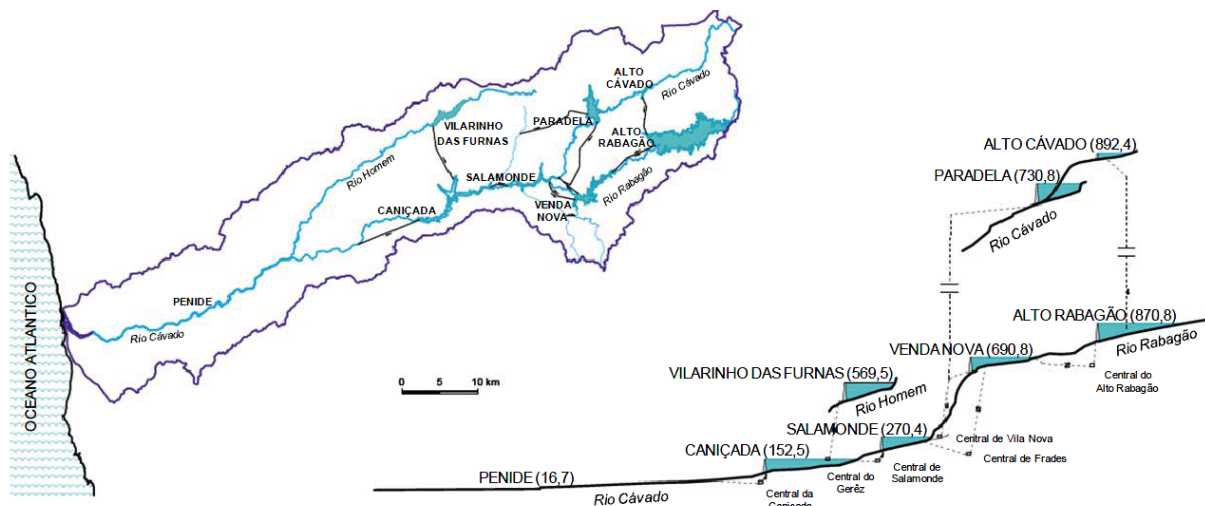 ALTO
CÁVADO
Rio Cávado
PARADELA
VILARINHO
DAS FURNAS
ALTO
RABAGÃO
Rio Homem
SALAMONDE
Rio Rabagão
VENDA
NOVA
CANIÇADA
PENIDE
Rio Cávado
OCEANO ATLANTICO
0 5 10 km
ALTO CÁVADO (892,4)
PARADELA (730,8)
Rio Cávado
ALTO RABAGÃO (870,8)
Rio Rabagão
VENDA NOVA (690,8)
Central do
Alto Rabagão
VILARINHO DAS FURNAS (569,5)
Rio Homem
SALAMONDE (270,4)
Central de Vila Nova
Central de Frades
CANIÇADA (152,5)
Central de
Salamonde
Central do
Gerêz
PENIDE (16,7)
Rio Cávado
Central da
Caniçada